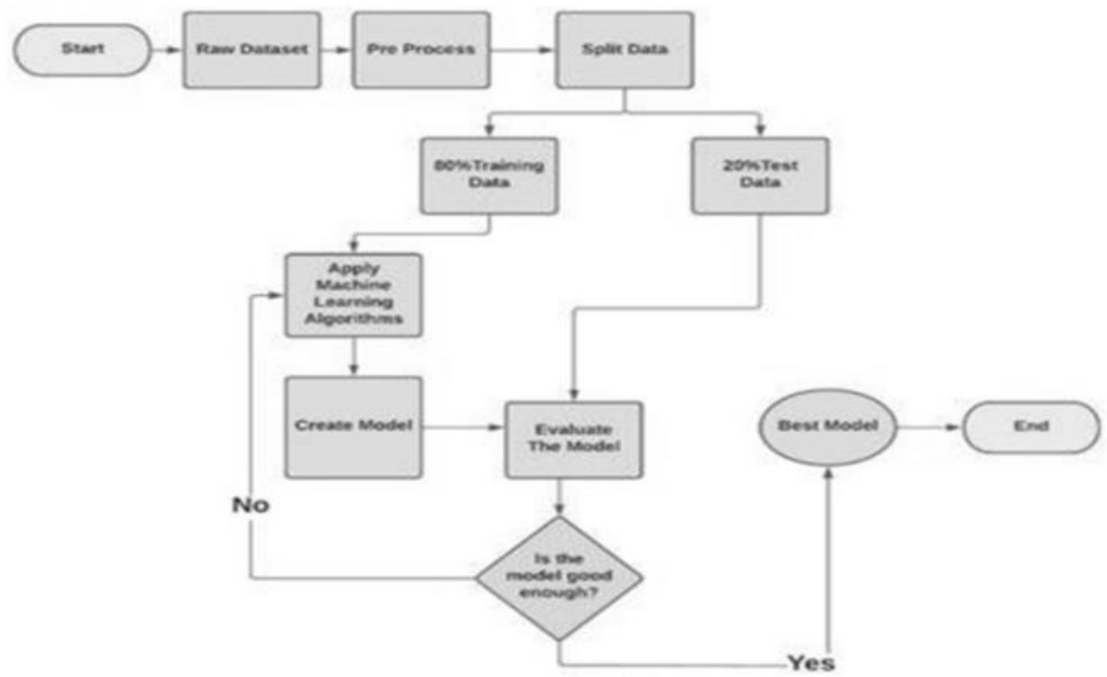 Start
Raw Dataset
Pre Process
Split Data
80%Training
Data
20%Test
Data
Apply
Machine
Learning
Algorithms
Create Model
Evaluate
The Model
Best Model
End
No
Is the
model good
enough?
Yes